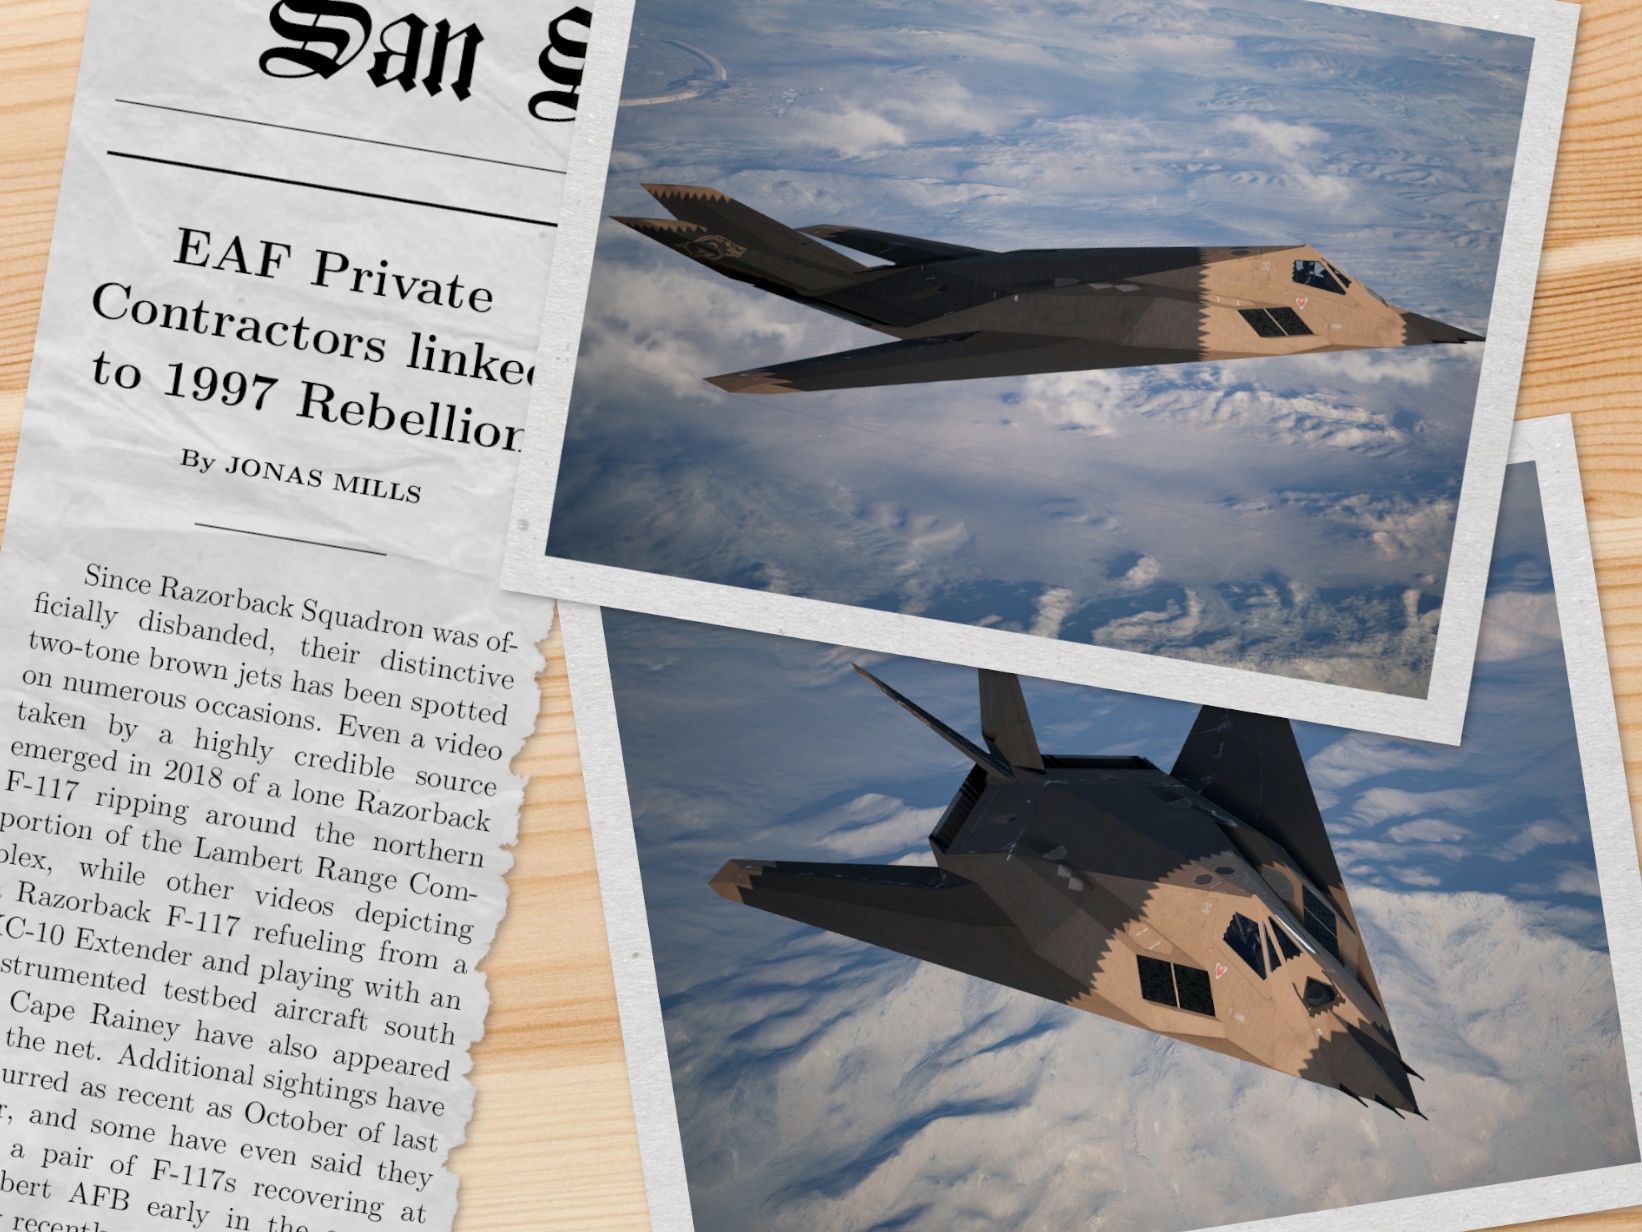 San
EAF Private
Contractors linke
to 1997 Rebellion
By JONAS MILLS
Since Razorback Squadron was of-
ficially disbanded, their distinctive
two-tone brown jets has been spotted
on numerous occasions. Even a video
taken by a highly credible source
emerged in 2018 of a lone Razorback
F-117 ripping around the northern
portion of the Lambert Range Com-
plex, while other videos depicting
Razorback F-117 refueling from a
KC-10 Extender and playing with an
strumented testbed aircraft south
Cape Rainey have also appeared
the net. Additional sightings have
urred as recent as October of last
r, and some have even said they
a pair of F-117s recovering at
bert AFB early in the
recently